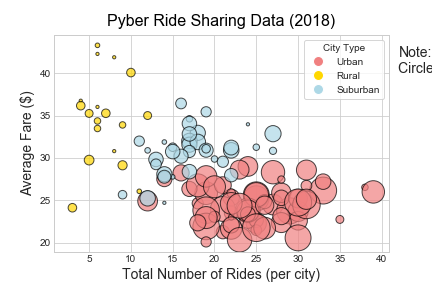 Pyber Ride Sharing Data (2018)
Note:
Circle
City Type
Urban
Rural
Suburban
Average Fare ($)
40
35
30
25
20
5
10
15
20
25
30
35
40
Total Number of Rides (per city)